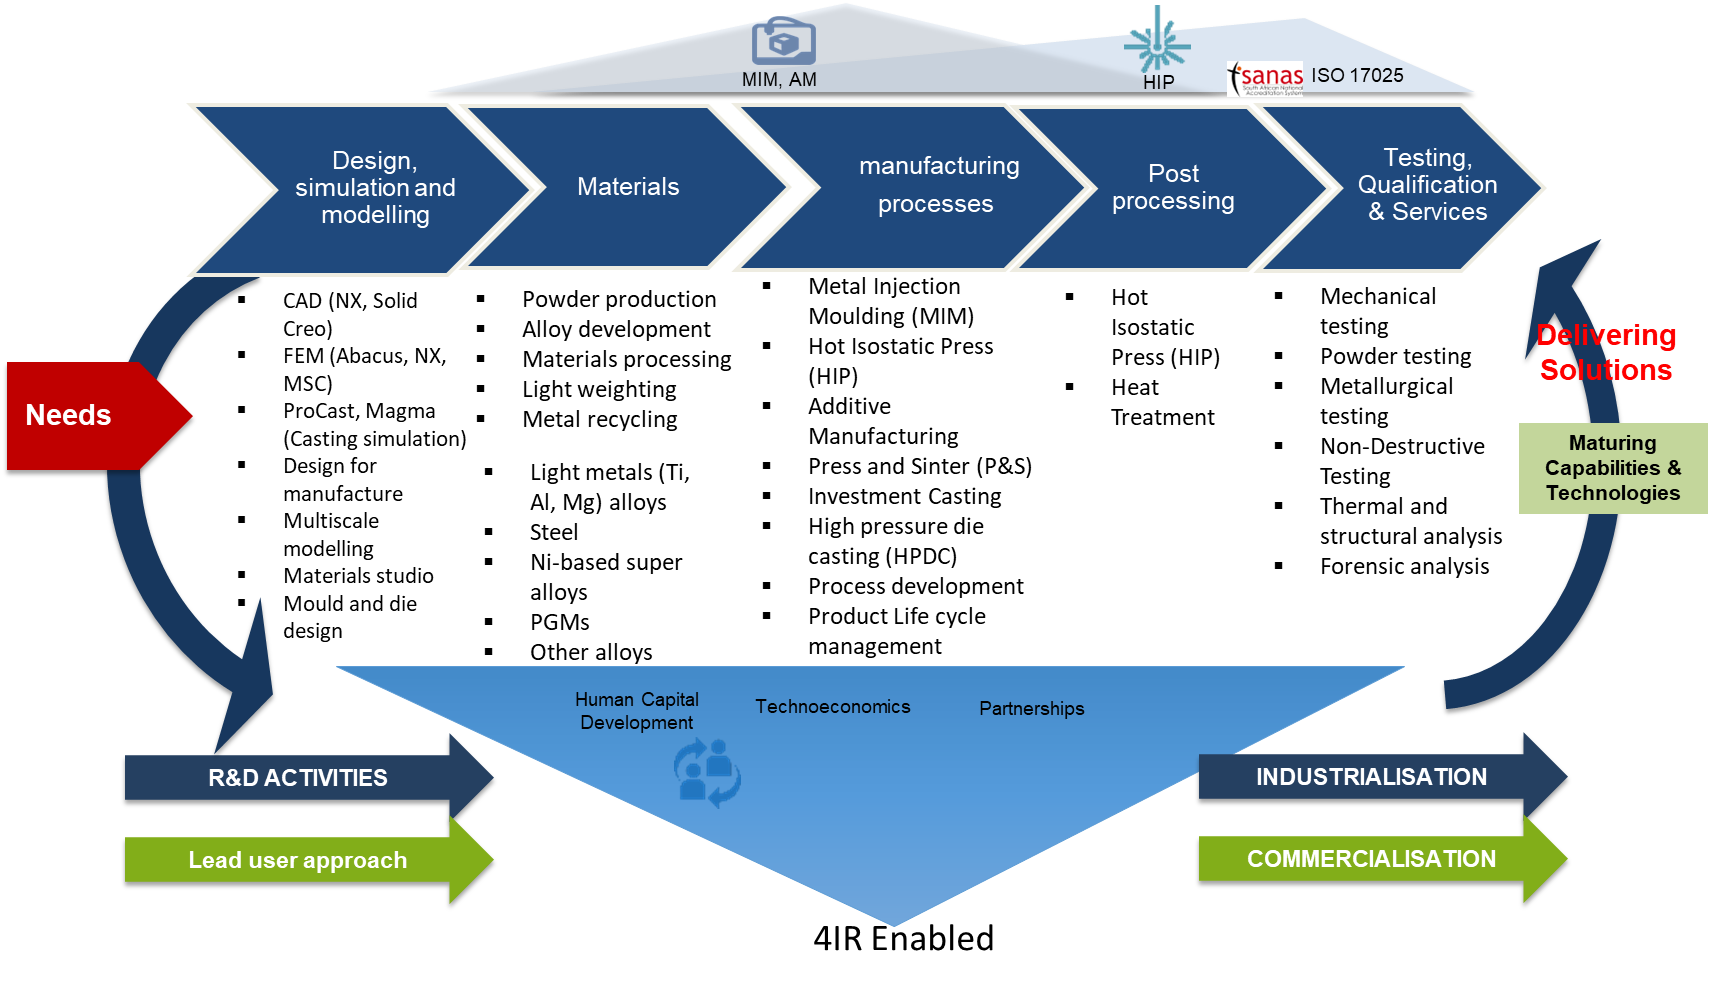 MIM, AM
HIP
sanas
South African National
Accreditation System
ISO 17025
Design,
simulation and
modelling
Materials
manufacturing
processes
Post
processing
Testing,
Qualification
& Services
Needs
▪ CAD (NX, Solid
Creo)
▪ FEM (Abacus, NX,
MSC)
▪ ProCast, Magma
(Casting simulation)
▪ Design for
manufacture
▪ Multiscale
modelling
▪ Materials studio
▪ Mould and die
design
▪ Powder production
▪ Alloy development
▪ Materials processing
▪ Light weighting
▪ Metal recycling
▪ Light metals (Ti,
Al, Mg) alloys
▪ Steel
▪ Ni-based super
alloys
▪ PGMs
▪ Other alloys
▪ Metal Injection
Moulding (MIM)
▪ Hot Isostatic Press
(HIP)
▪ Additive
Manufacturing
▪ Press and Sinter (P&S)
▪ Investment Casting
▪ High pressure die
casting (HPDC)
▪ Process development
▪ Product Life cycle
management
▪ Hot
Isostatic
Press (HIP)
▪ Heat
Treatment
▪ Mechanical
testing
▪ Powder testing
▪ Metallurgical
testing
▪ Non-Destructive
Testing
▪ Thermal and
structural analysis
▪ Forensic analysis
Delivering
Solutions
Maturing
Capabilities &
Technologies
Human Capital
Development
Technoeconomics
Partnerships
R&D ACTIVITIES
Lead user approach
INDUSTRIALISATION
COMMERCIALISATION
4IR Enabled